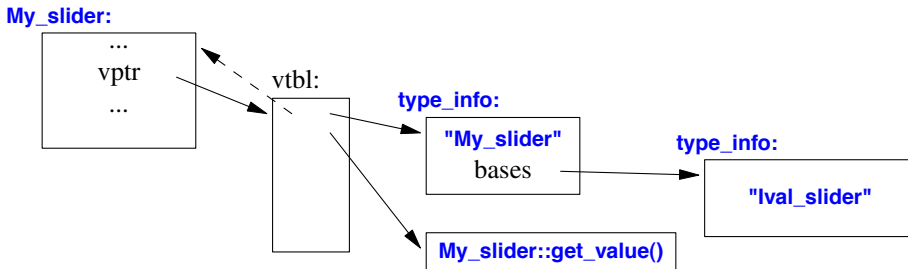 My_slider:
...
vptr
...
vtbl:
type_info:
"My_slider"
bases
type_info:
"Ival_slider"
My_slider::get_value()